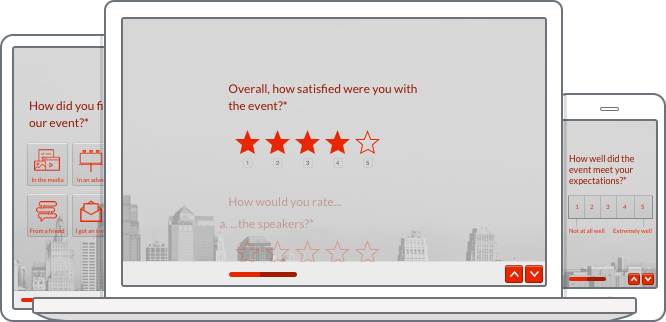 How did you
our event?*
In the media
In an
From a friend
I got an
Overall, how satisfied were you with
the event?*
1 2 3 4 5
How would you rate...
a. ...the speakers?*
How well did the
event meet your
expectations?*
1 2 3 4 5
Not at all well Extremely well